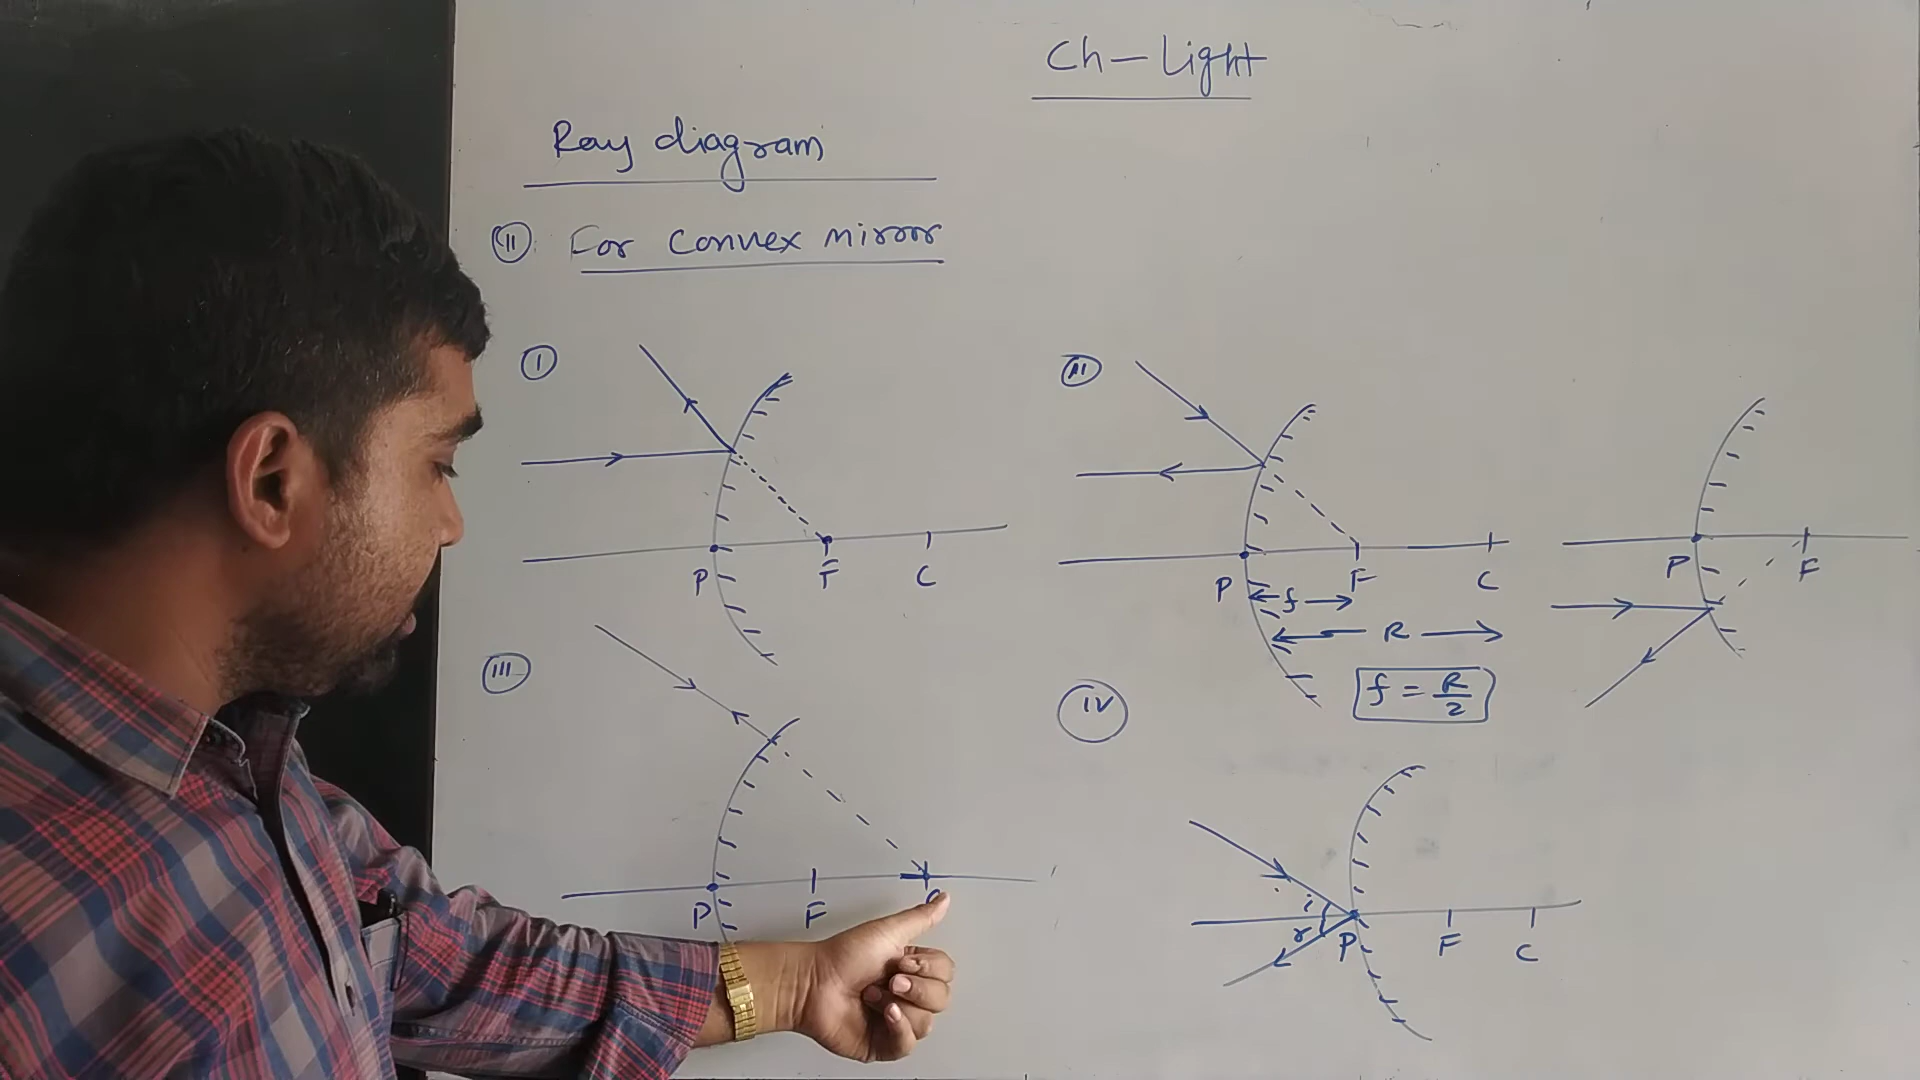 Ch - Light
Ray diagram
(II) For convex mirror
(I)
P F C
(II)
P F C
f
R
f = R/2
P F
(III)
P F C
(IV)
i
r P F C